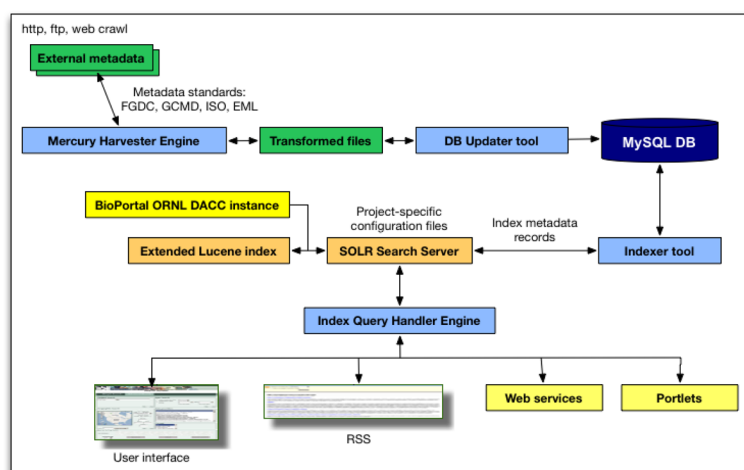 http, ftp, web crawl
External metadata
Metadata standards:
FGDC, GCMD, ISO, EML
Mercury Harvester Engine
Transformed files
DB Updater tool
MySQL DB
BioPortal ORNL DACC instance
Project-specific
configuration files
Index metadata
records
Extended Lucene index
SOLR Search Server
Indexer tool
Index Query Handler Engine
Web services
Portlets
RSS
User interface